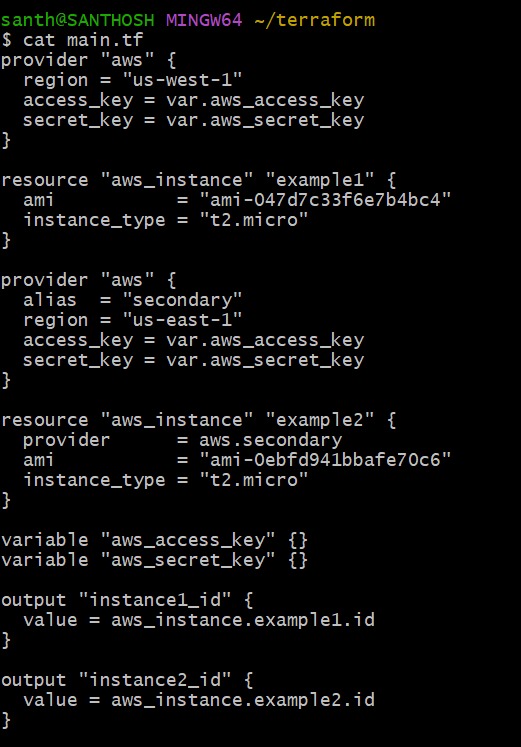 santh@SANTHOSH MINGW64 ~/terraform
$ cat main.tf
provider "aws" {
  region = "us-west-1"
  access_key = var.aws_access_key
  secret_key = var.aws_secret_key
}

resource "aws_instance" "example1" {
  ami           = "ami-047d7c33f6e7b4bc4"
  instance_type = "t2.micro"
}

provider "aws" {
  alias  = "secondary"
  region = "us-east-1"
  access_key = var.aws_access_key
  secret_key = var.aws_secret_key
}

resource "aws_instance" "example2" {
  provider      = aws.secondary
  ami           = "ami-0ebfd941bbafe70c6"
  instance_type = "t2.micro"
}

variable "aws_access_key" {}
variable "aws_secret_key" {}

output "instance1_id" {
  value = aws_instance.example1.id
}

output "instance2_id" {
  value = aws_instance.example2.id
}